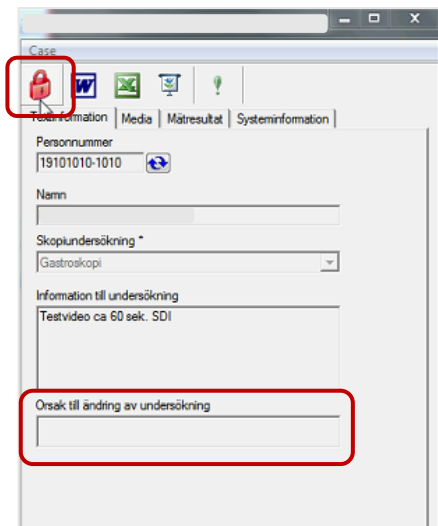 Case
Textinformation
Media
Mätresultat
Systeminformation
Personnummer
19101010-1010
Namn
Skopiundersökning *
Gastroskopi
Information till undersökning
Testvideo ca 60 sek. SDI
Orsak till ändring av undersökning